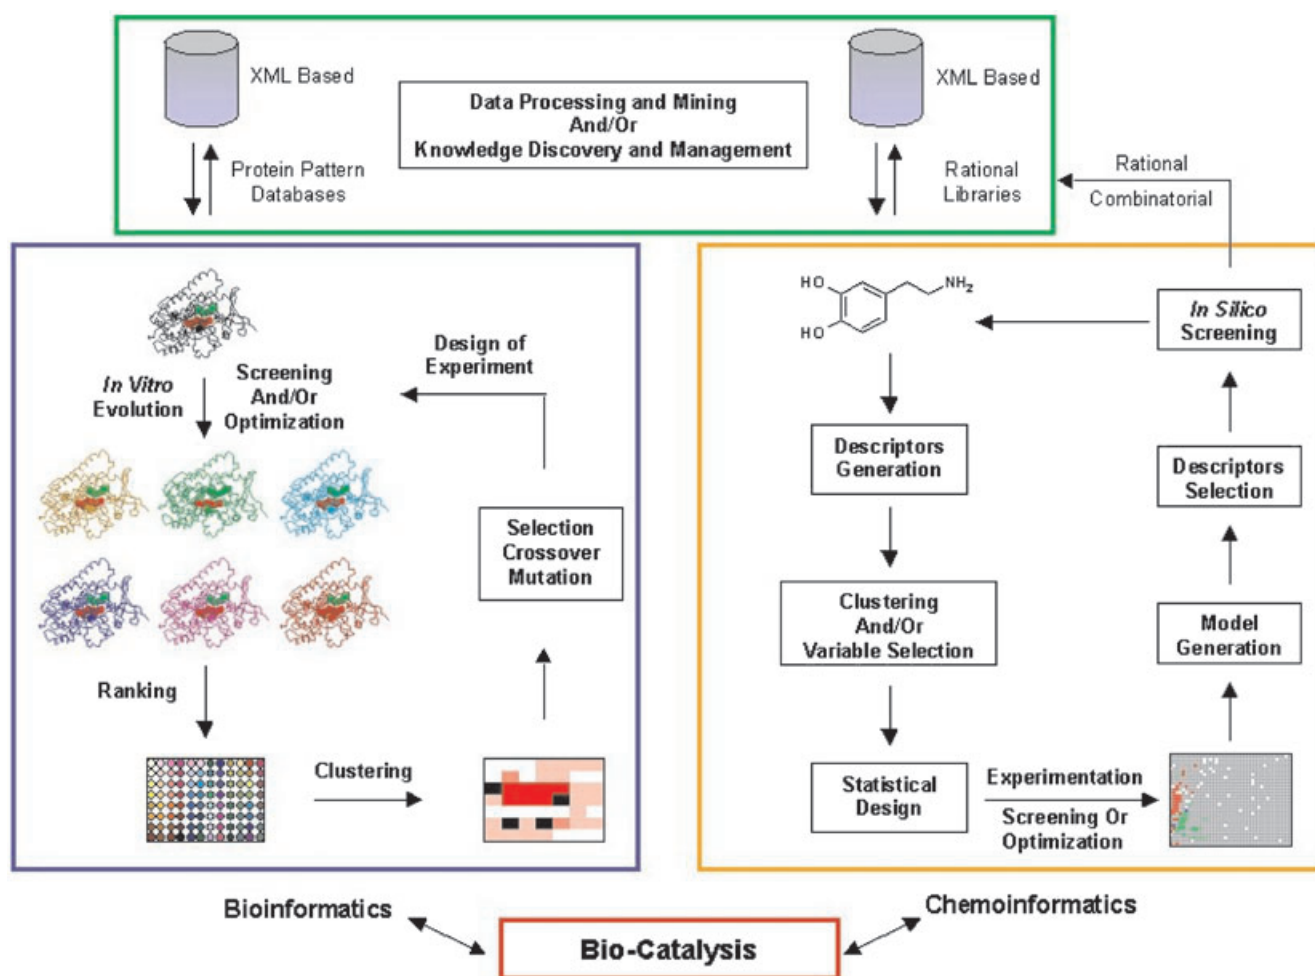 XML Based
Data Processing and Mining
And/Or
Knowledge Discovery and Management
XML Based
Protein Pattern
Databases
Rational
Libraries
Rational
Combinatorial
In Vitro
Evolution
Screening
And/Or
Optimization
Design of
Experiment
Selection
Crossover
Mutation
Ranking
Clustering
HO
HO
NH2
In Silico
Screening
Descriptors
Generation
Descriptors
Selection
Clustering
And/Or
Variable Selection
Model
Generation
Statistical
Design
Experimentation
Screening Or
Optimization
Bioinformatics
Chemoinformatics
Bio-Catalysis